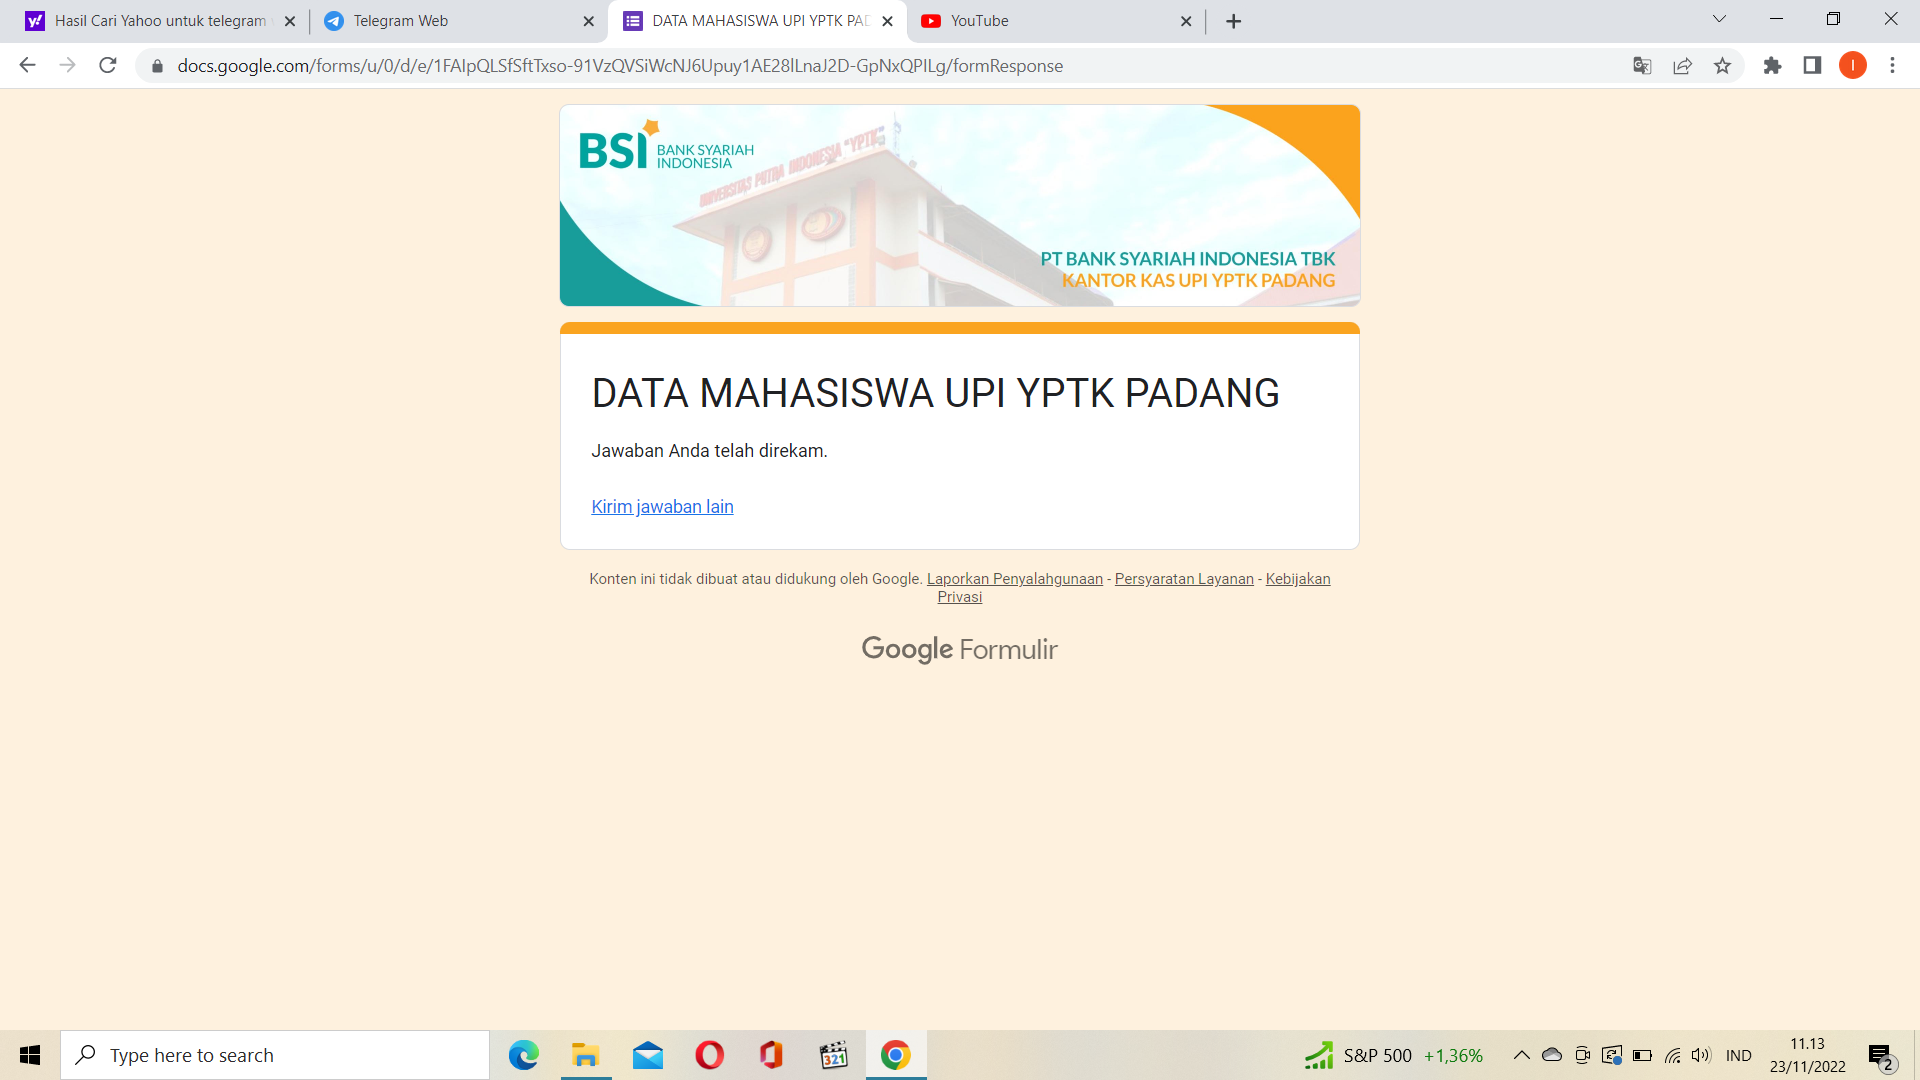 Hasil Cari Yahoo untuk telegram
Telegram Web
DATA MAHASISWA UPI YPTK PAD
YouTube
docs.google.com/forms/u/0/d/e/1FAIpQLSfSftTxso-91VzQVSiWcNJ6Upuy1AE28lLnaJ2D-GpNxQPILg/formResponse
I
BSI BANK SYARIAH
INDONESIA
UNIVERSITAS PUTRA INDONESIA "YPTK"
PT BANK SYARIAH INDONESIA TBK
KANTOR KAS UPI YPTK PADANG
DATA MAHASISWA UPI YPTK PADANG
Jawaban Anda telah direkam.
Kirim jawaban lain
Konten ini tidak dibuat atau didukung oleh Google. Laporkan Penyalahgunaan - Persyaratan Layanan - Kebijakan
Privasi
Google Formulir
Type here to search
321
S&P 500 +1,36%
IND
11.13
23/11/2022
2